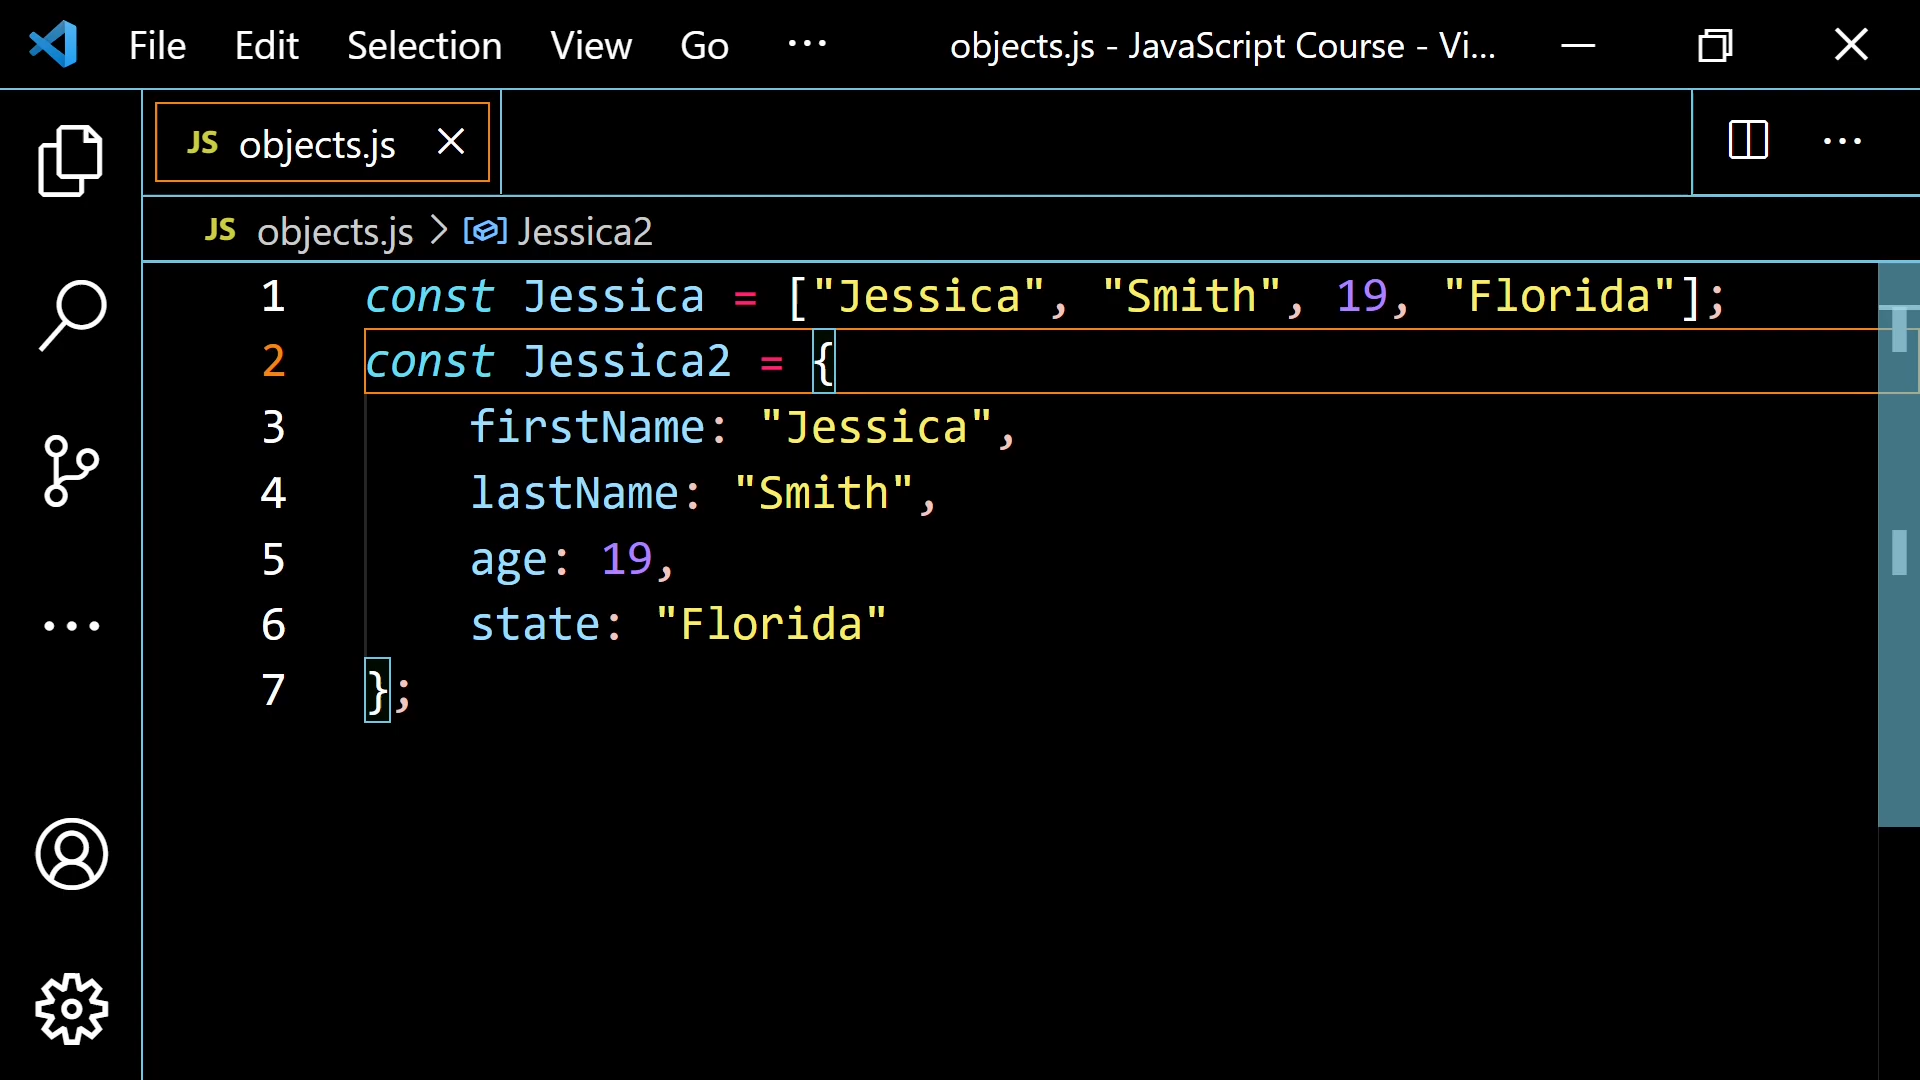 File Edit Selection View Go ··· objects.js - JavaScript Course - Vi...
JS objects.js
JS objects.js > Jessica2
1 const Jessica = ["Jessica", "Smith", 19, "Florida"];
2 const Jessica2 = {
3 firstName: "Jessica",
4 lastName: "Smith",
5 age: 19,
6 state: "Florida"
7 };